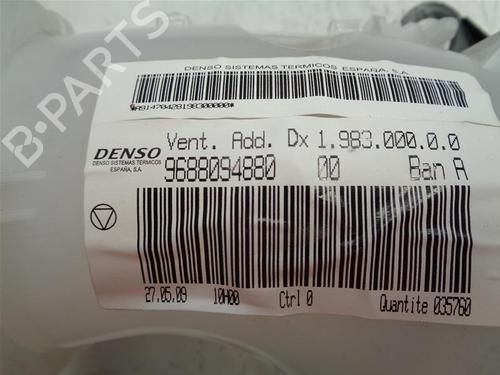 DENSO SISTEMAS TERMICOS ESPAÑA, S.A.
*A914704281983000000*
DENSO
DENSO SISTEMAS TERMICOS
ESPAÑA, S.A.
Vent. Add. Dx 1.983.000.0.0
9688094880 00 Ban A
27.05.09 10H00 Ctrl 0 Quantite 035760
B-PARTS